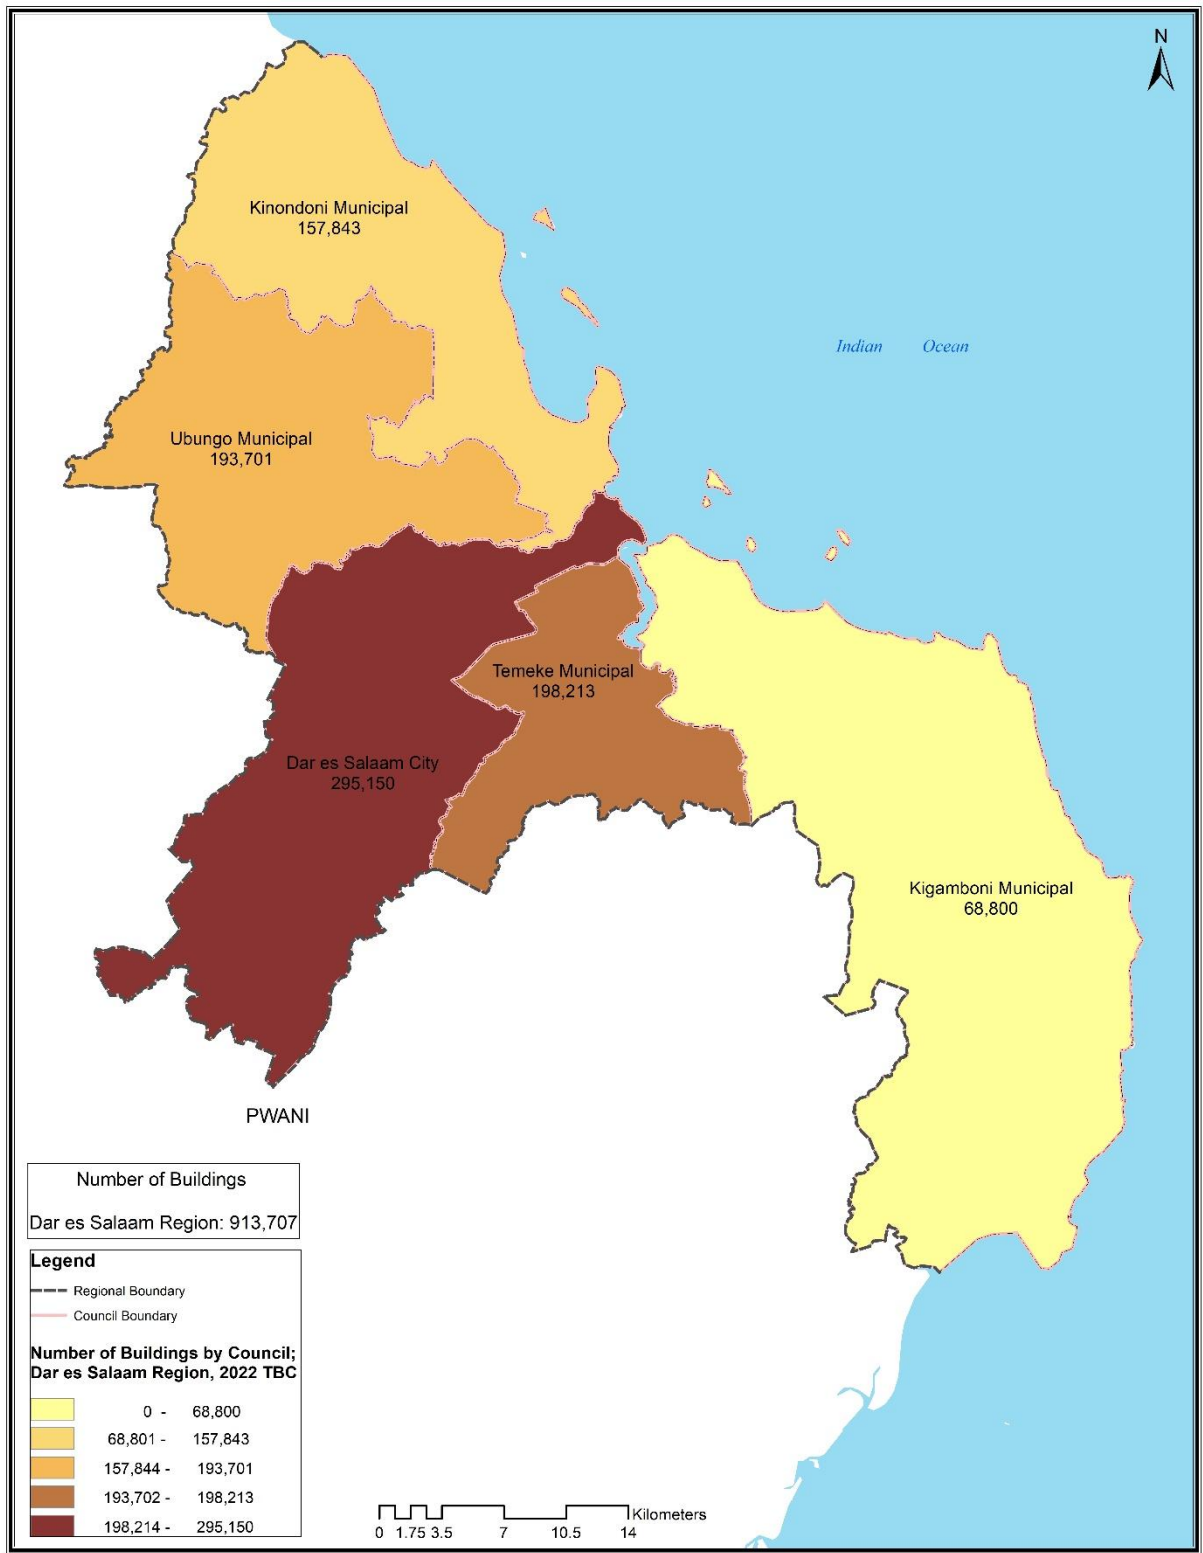 N
Kinondoni Municipal
157,843
Indian Ocean
Ubungo Municipal
193,701
Temeke Municipal
198,213
Dar es Salaam City
295,150
Kigamboni Municipal
68,800
PWANI
Number of Buildings
Dar es Salaam Region: 913,707
Legend
Regional Boundary
Council Boundary
Number of Buildings by Council;
Dar es Salaam Region, 2022 TBC
0 - 68,800
68,801 - 157,843
157,844 - 193,701
193,702 - 198,213
198,214 - 295,150
Kilometers
0 1.75 3.5 7 10.5 14